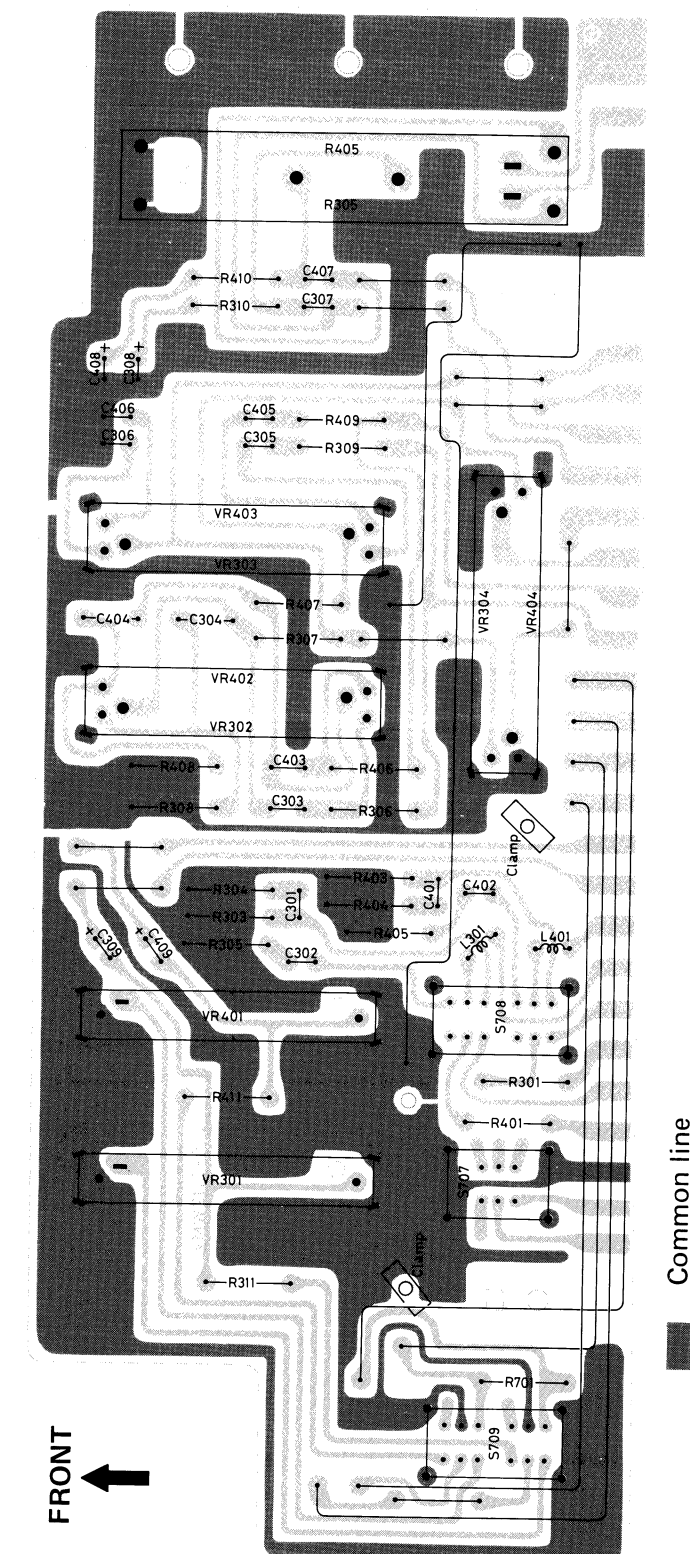 R405
R305
R410
C407
R310
C307
C408 +
C308 +
C406
C405
R409
C306
C305
R309
VR403
VR303
R407
C404
C304
R307
VR304
VR404
VR402
VR302
R408
C403
R406
R308
C303
R306
Clamp
R403
R304
C301
R404
C401
C402
R303
R405
R305
C302
+ C309
+ C409
L301
L401
VR401
S708
R301
R411
R401
VR301
S707
Clamp
R311
R701
S709
FRONT
Common line